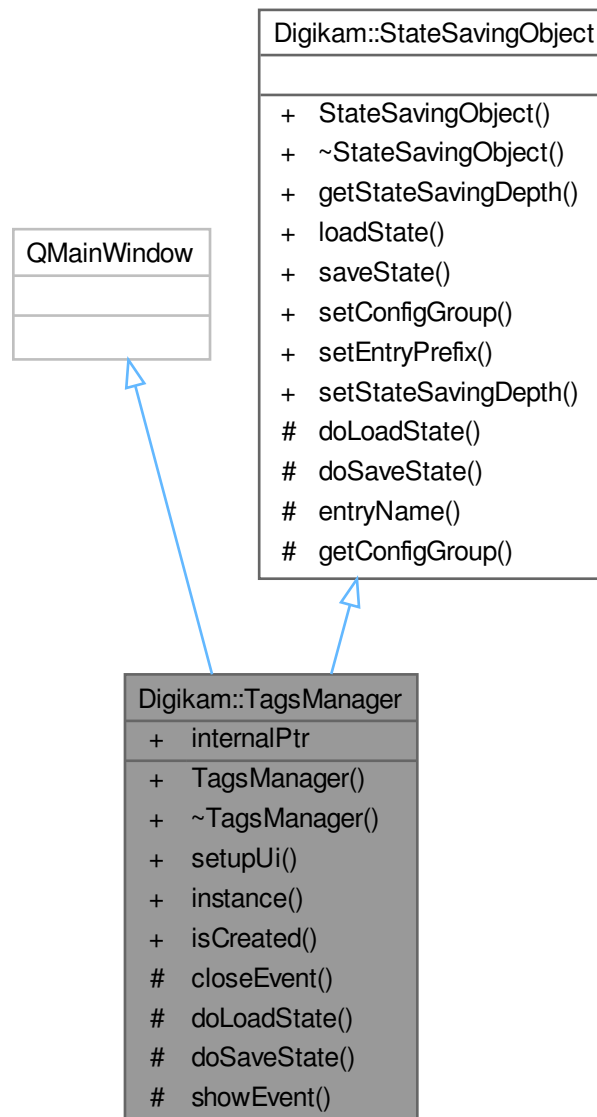 Digikam::StateSavingObject
+ StateSavingObject()
+ ~StateSavingObject()
+ getStateSavingDepth()
+ loadState()
+ saveState()
+ setConfigGroup()
+ setEntryPrefix()
+ setStateSavingDepth()
# doLoadState()
# doSaveState()
# entryName()
# getConfigGroup()
QMainWindow
Digikam::TagsManager
+ internalPtr
+ TagsManager()
+ ~TagsManager()
+ setupUi()
+ instance()
+ isCreated()
# closeEvent()
# doLoadState()
# doSaveState()
# showEvent()